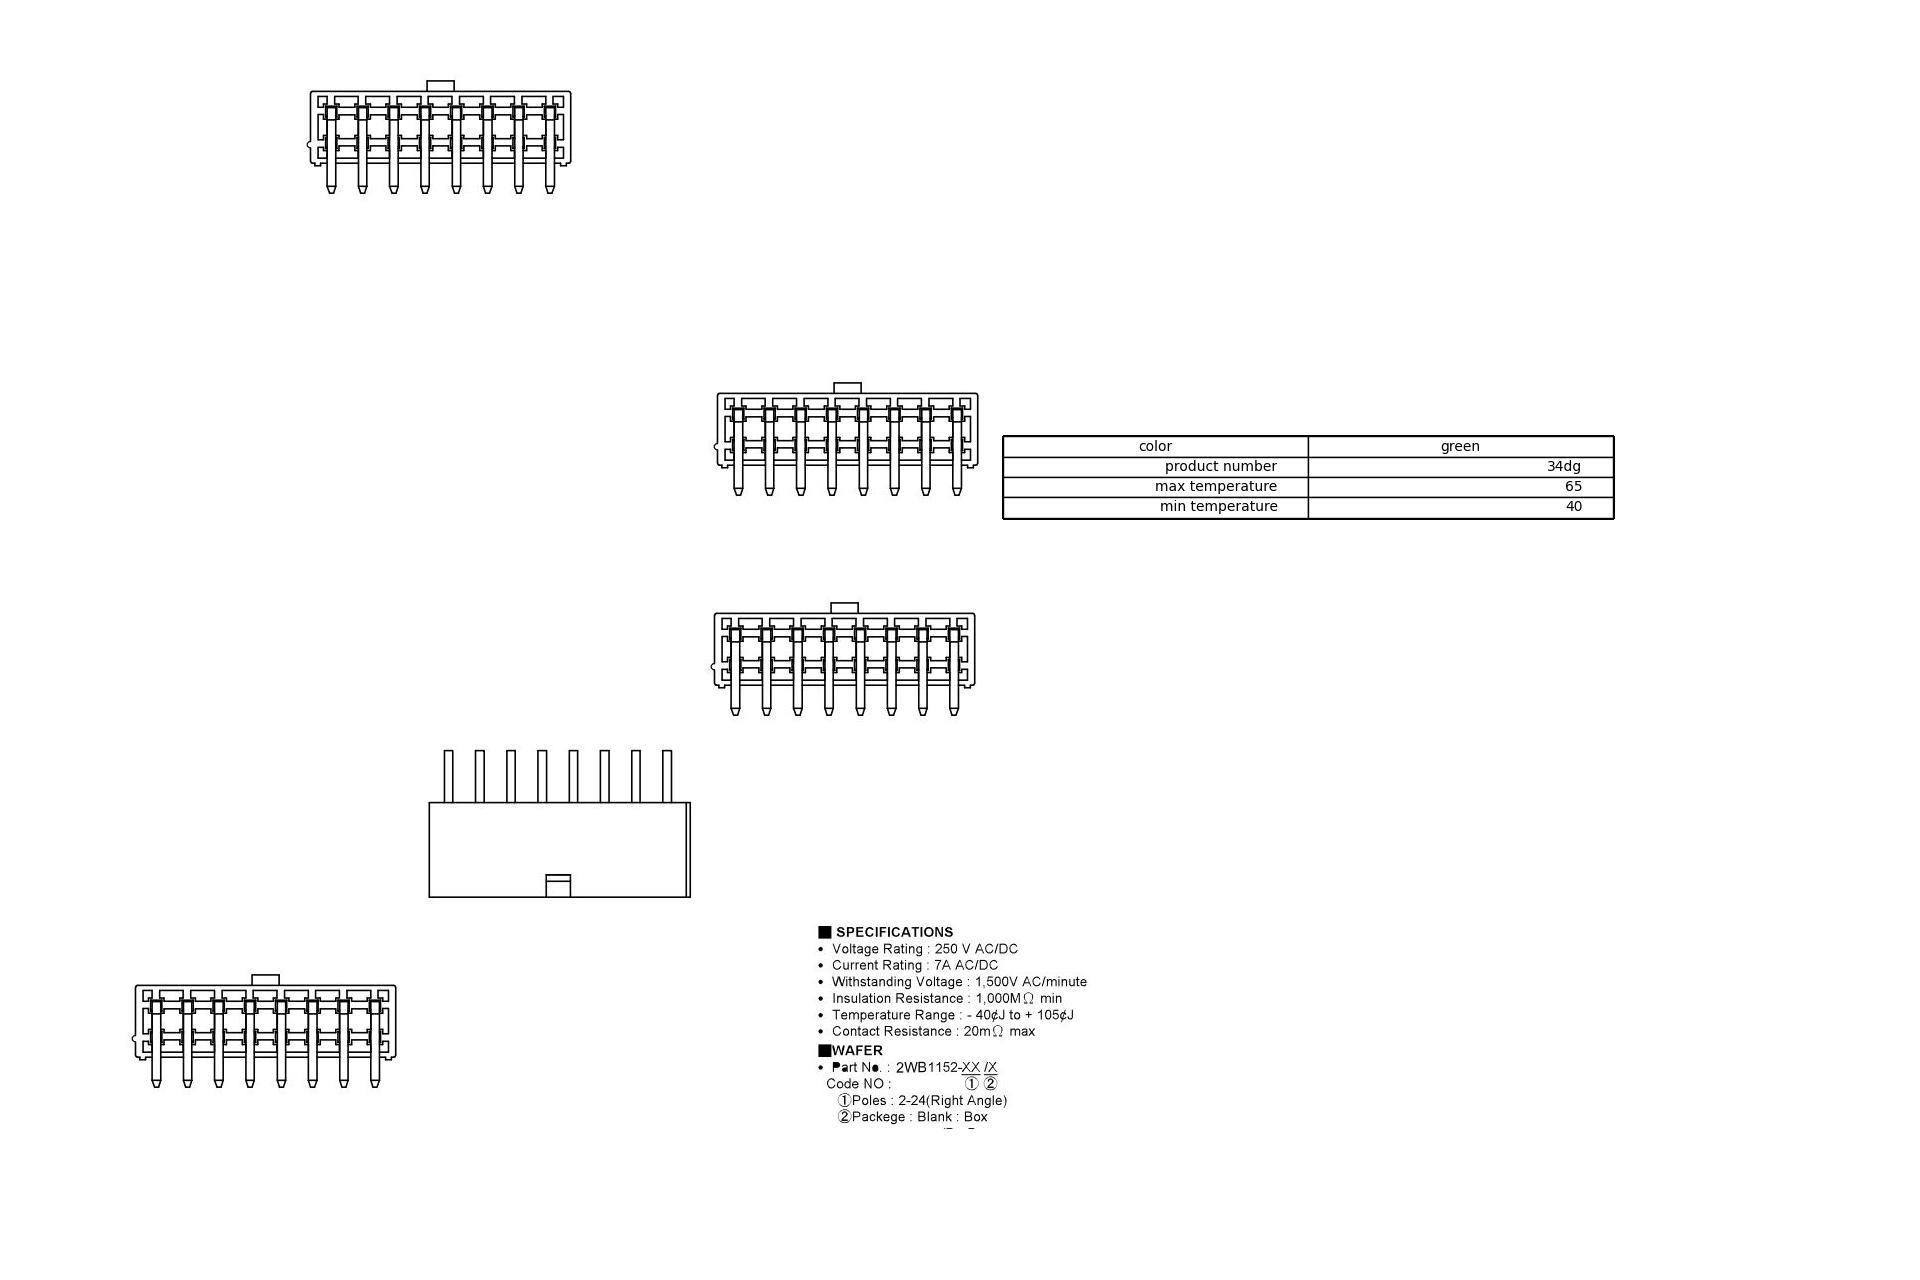 color green
product number 34dg
max temperature 65
min temperature 40
■ SPECIFICATIONS
• Voltage Rating : 250 V AC/DC
• Current Rating : 7A AC/DC
• Withstanding Voltage : 1,500V AC/minute
• Insulation Resistance : 1,000MΩ min
• Temperature Range : - 40¢J to + 105¢J
• Contact Resistance : 20mΩ max
■WAFER
• Part No. : 2WB1152-XX /X
Code NO : ① ②
①Poles : 2-24(Right Angle)
②Packege : Blank : Box